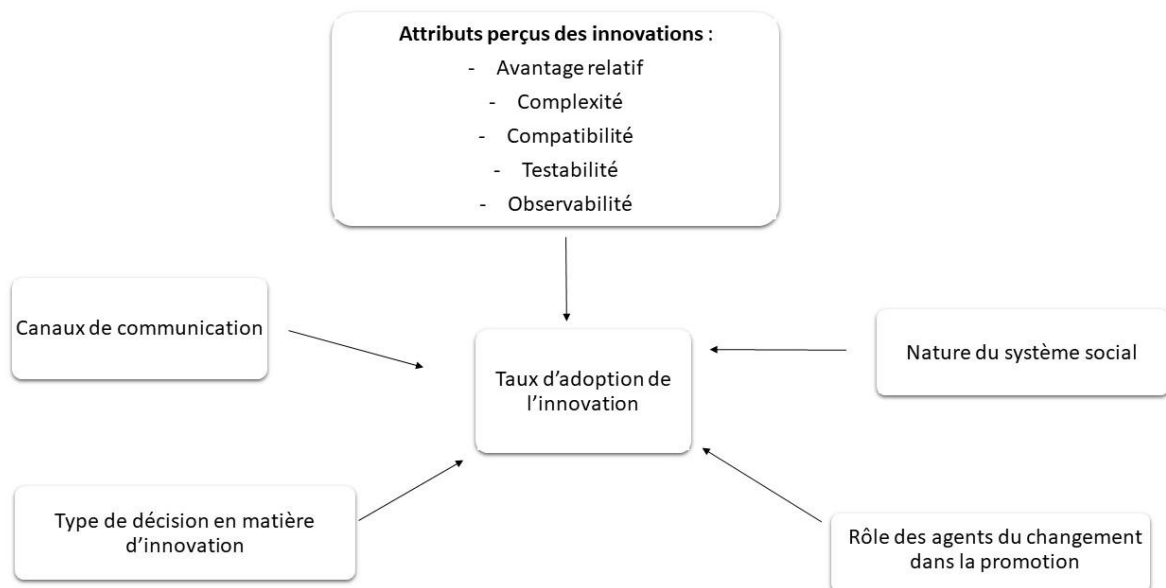 Attributs perçus des innovations :
- Avantage relatif
- Complexité
- Compatibilité
- Testabilité
- Observabilité
Canaux de communication
Nature du système social
Taux d’adoption de
l’innovation
Type de décision en matière
d’innovation
Rôle des agents du changement
dans la promotion